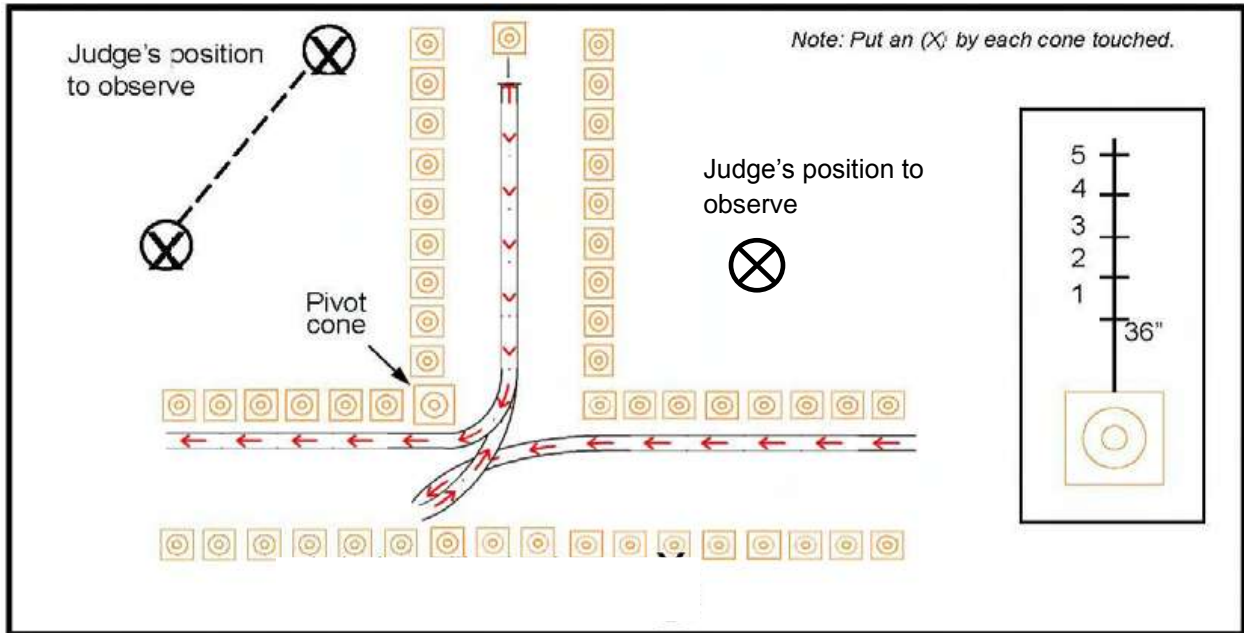 Judge's position
to observe
Note: Put an (X) by each cone touched.
Judge's position to
observe
Pivot
cone
5
4
3
2
1
36"